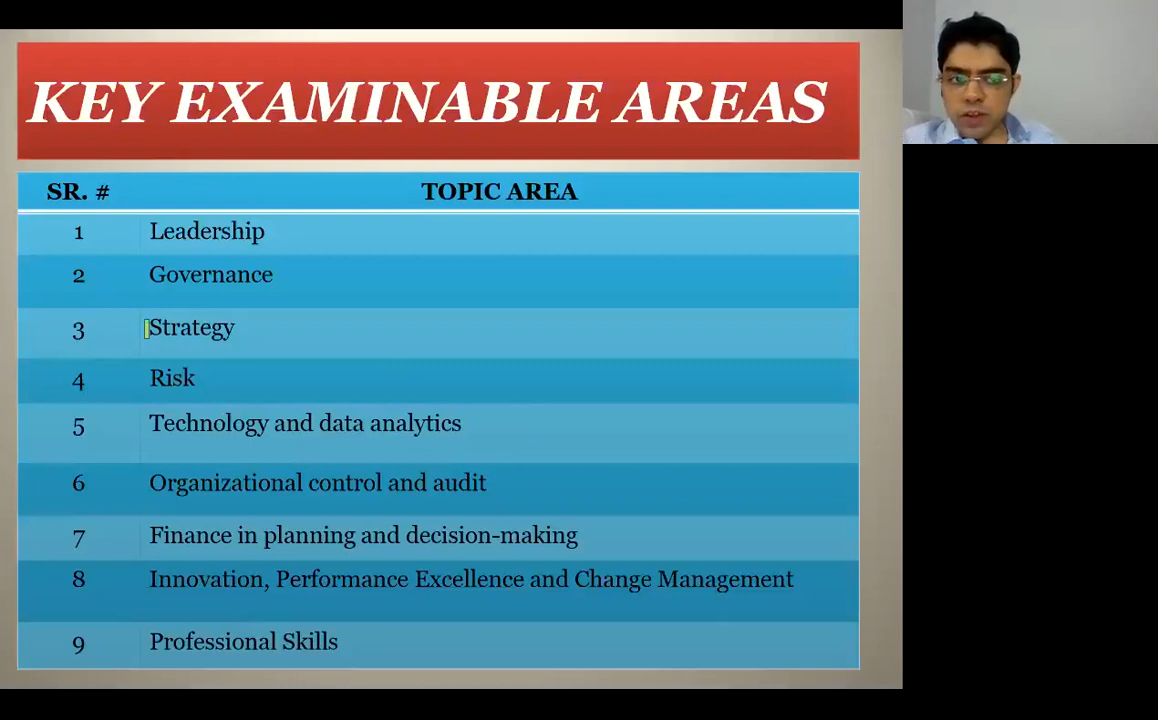 KEY EXAMINABLE AREAS
SR. # TOPIC AREA
1 Leadership
2 Governance
3 Strategy
4 Risk
5 Technology and data analytics
6 Organizational control and audit
7 Finance in planning and decision-making
8 Innovation, Performance Excellence and Change Management
9 Professional Skills